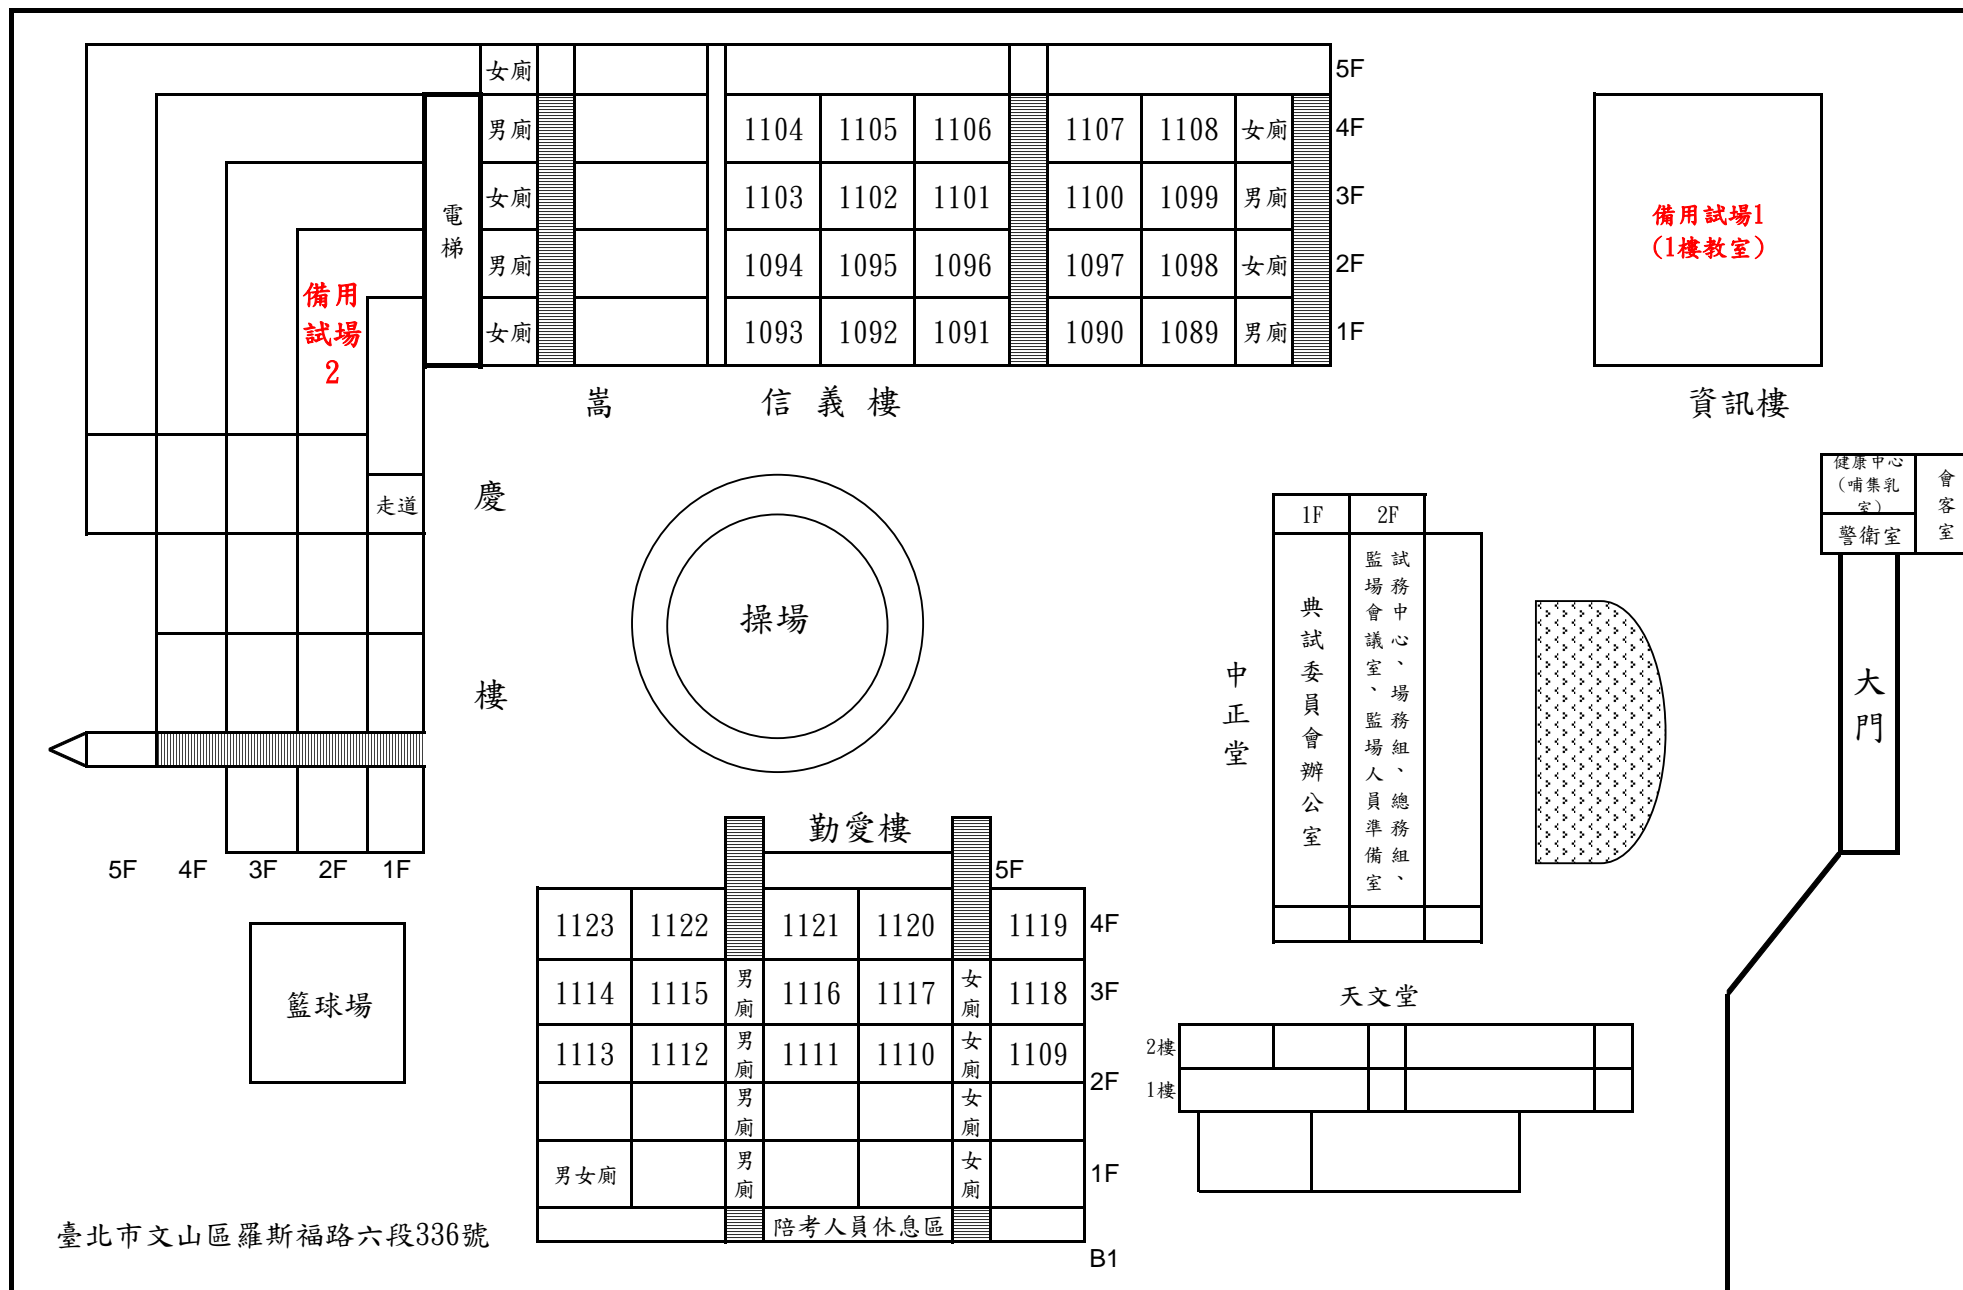 女廁 5F
男廁 1104 1105 1106 1107 1108 女廁 4F
女廁 1103 1102 1101 1100 1099 男廁 3F
男廁 1094 1095 1096 1097 1098 女廁 2F
女廁 1093 1092 1091 1090 1089 男廁 1F
電梯
備用
試場
2
備用試場1
(1樓教室)
嵩慶樓
信義樓
資訊樓
走道
健康中心
(哺集乳
室)
會客室
警衛室
大門
操場
中正堂
1F 2F
典試委員會辦公室
試務中心、場務組、總務組、
監場會議室、監場人員準備室
5F 4F 3F 2F 1F
籃球場
勤愛樓
5F
1123 1122 1121 1120 1119 4F
1114 1115 男廁 1116 1117 女廁 1118 3F
1113 1112 男廁 1111 1110 女廁 1109
2F
男廁 女廁
男女廁 男廁 女廁 1F
陪考人員休息區
B1
天文堂
2樓
1樓
臺北市文山區羅斯福路六段336號